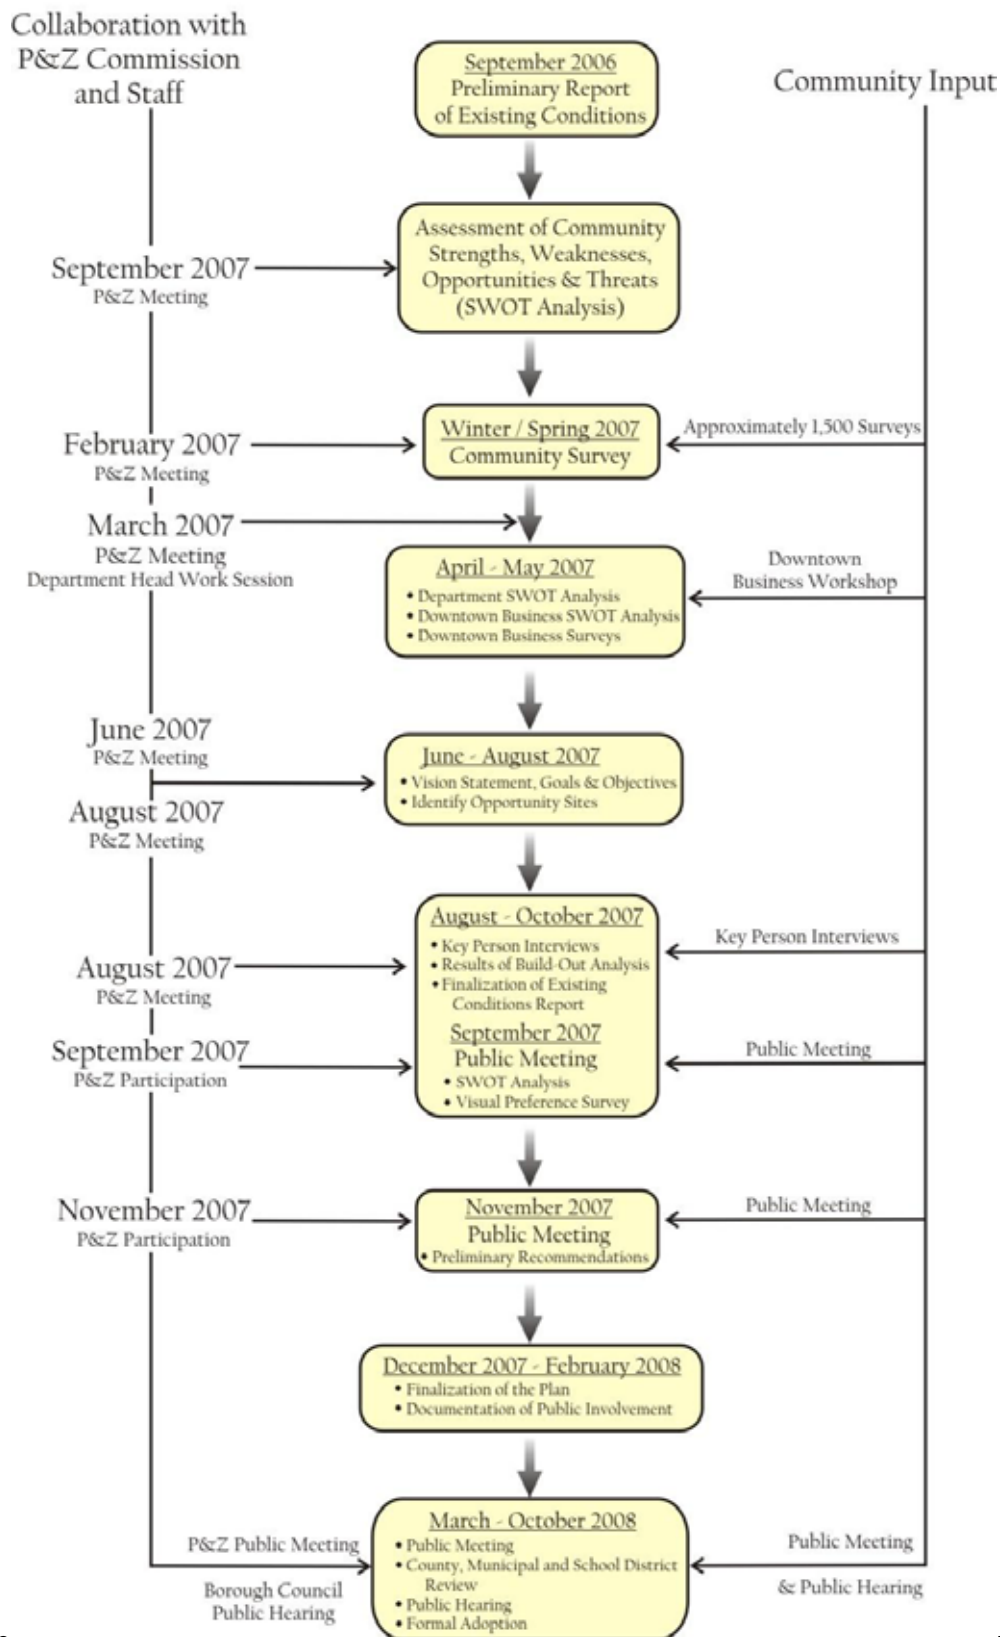 Collaboration with
P&Z Commission
and Staff
Community Input
September 2006
Preliminary Report
of Existing Conditions
Assessment of Community
Strengths, Weaknesses,
Opportunities & Threats
(SWOT Analysis)
September 2007
P&Z Meeting
February 2007
P&Z Meeting
Winter / Spring 2007
Community Survey
Approximately 1,500 Surveys
March 2007
P&Z Meeting
Department Head Work Session
April - May 2007
• Department SWOT Analysis
• Downtown Business SWOT Analysis
• Downtown Business Surveys
Downtown
Business Workshop
June 2007
P&Z Meeting
August 2007
P&Z Meeting
June - August 2007
• Vision Statement, Goals & Objectives
• Identify Opportunity Sites
August - October 2007
• Key Person Interviews
• Results of Build-Out Analysis
• Finalization of Existing
Conditions Report
September 2007
Public Meeting
• SWOT Analysis
• Visual Preference Survey
August 2007
P&Z Meeting
September 2007
P&Z Participation
Key Person Interviews
Public Meeting
November 2007
P&Z Participation
November 2007
Public Meeting
• Preliminary Recommendations
Public Meeting
December 2007 - February 2008
• Finalization of the Plan
• Documentation of Public Involvement
P&Z Public Meeting
Borough Council
Public Hearing
March - October 2008
• Public Meeting
• County, Municipal and School District
Review
• Public Hearing
• Formal Adoption
Public Meeting
& Public Hearing